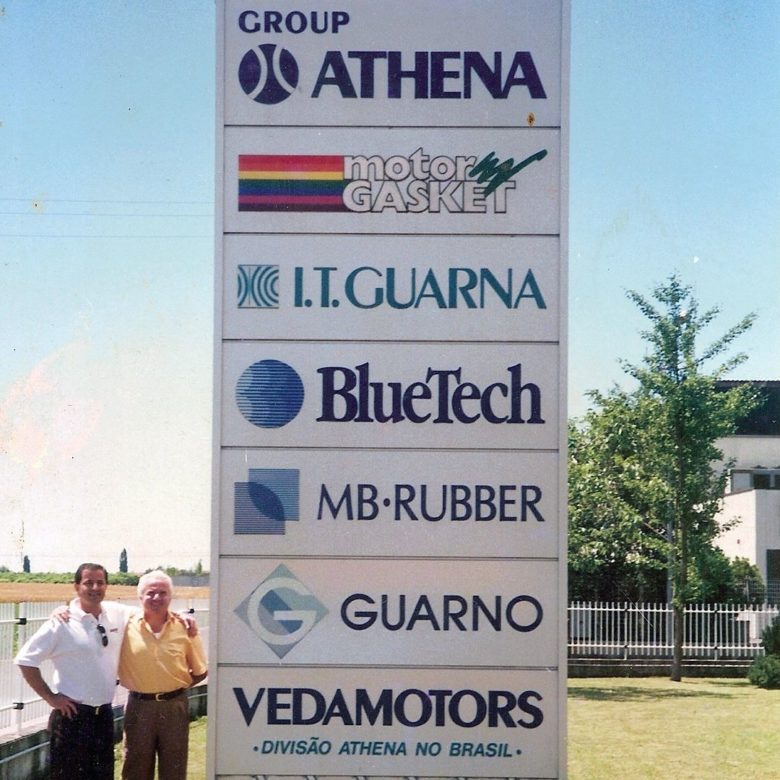 GROUP
ATHENA
motor
GASKET
I.T.GUARNA
BlueTech
MB·RUBBER
G
GUARNO
VEDAMOTORS
·DIVISÃO ATHENA NO BRASIL·